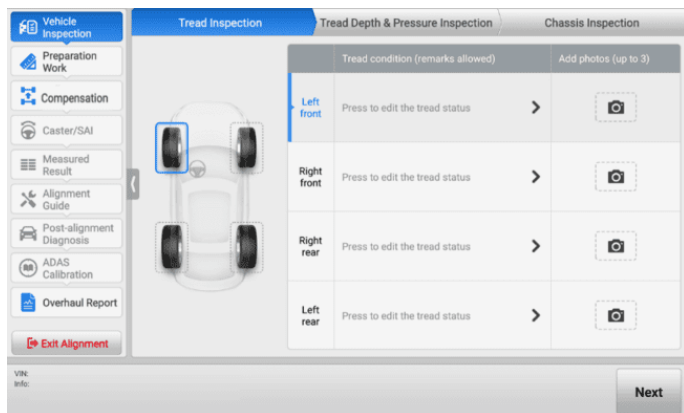 Vehicle
Inspection
Preparation
Work
Compensation
Caster/SAI
Measured
Result
Alignment
Guide
Post-alignment
Diagnosis
ADAS
Calibration
Overhaul Report
Exit Alignment
Tread Inspection
Tread Depth & Pressure Inspection
Chassis Inspection
Tread condition (remarks allowed)
Add photos (up to 3)
Left
front
Press to edit the tread status
Right
front
Press to edit the tread status
Right
rear
Press to edit the tread status
Left
rear
Press to edit the tread status
VIN:
Info:
Next